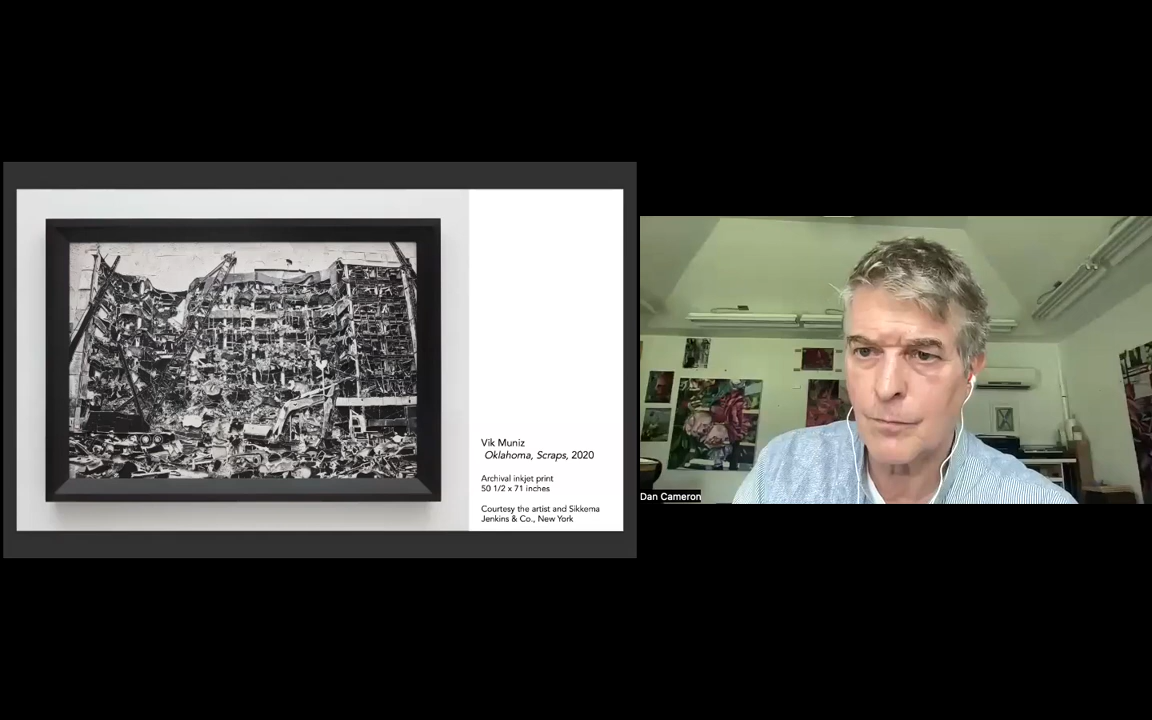 Vik Muniz
Oklahoma, Scraps, 2020
Archival inkjet print
50 1/2 x 71 inches
Courtesy the artist and Sikkema
Jenkins & Co., New York
Dan Cameron